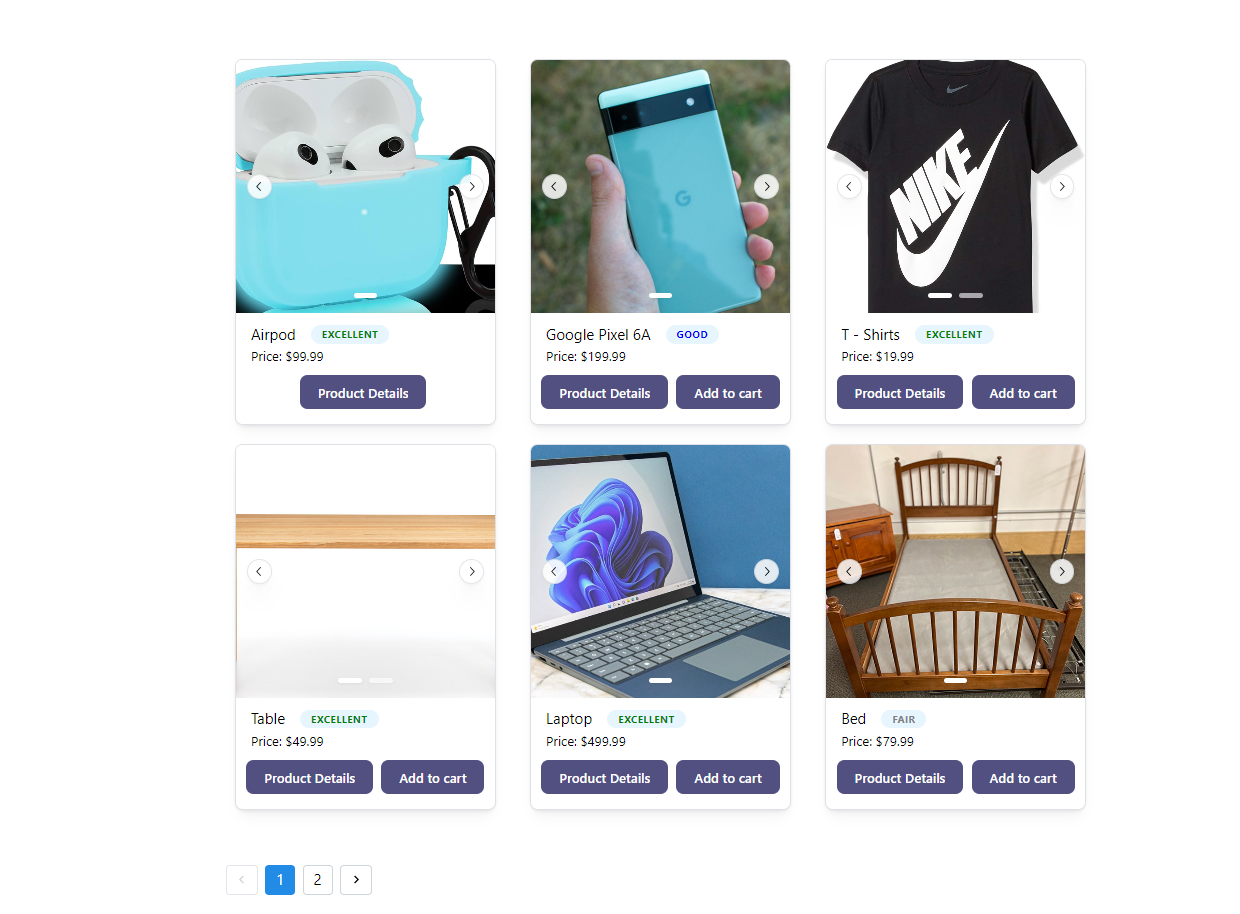 NIKE
Airpod EXCELLENT
Price: $99.99
Product Details
Google Pixel 6A GOOD
Price: $199.99
Product Details Add to cart
T - Shirts EXCELLENT
Price: $19.99
Product Details Add to cart
Table EXCELLENT
Price: $49.99
Product Details Add to cart
Laptop EXCELLENT
Price: $499.99
Product Details Add to cart
Bed FAIR
Price: $79.99
Product Details Add to cart
1 2